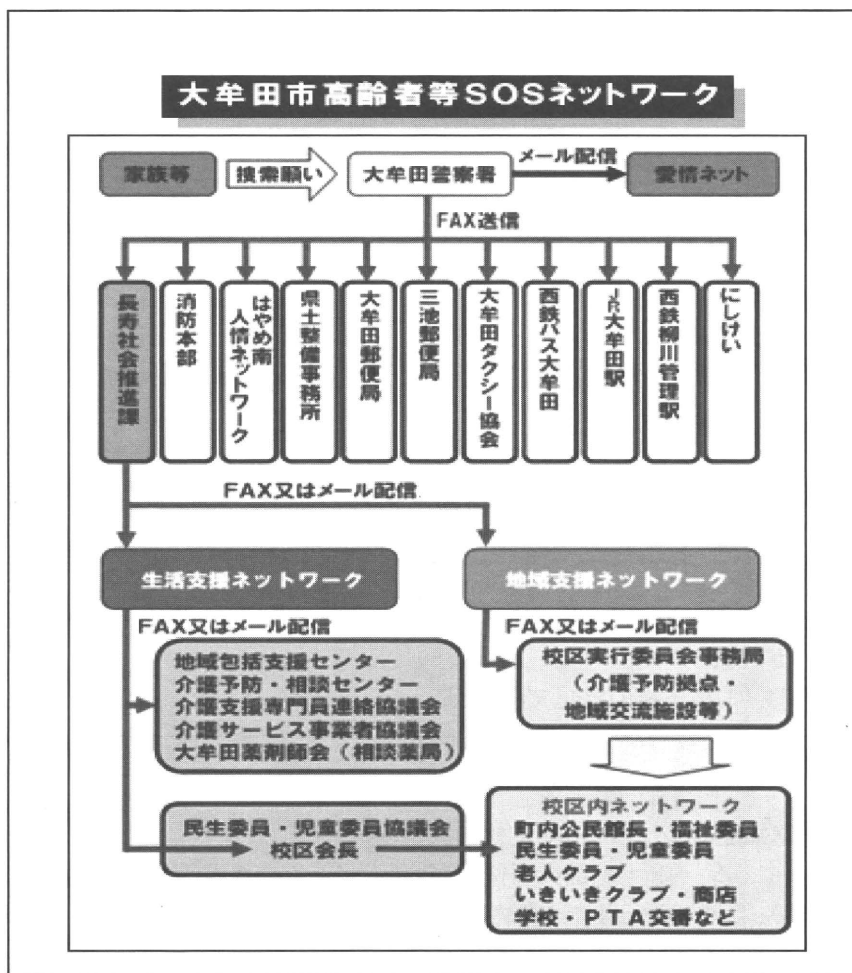 大牟田市高齢者等SOSネットワーク
家族等
捜索願い
大牟田警察署
メール配信
愛情ネット
FAX送信
長寿社会推進課
消防本部
はやめ南
人情ネットワーク
県土整備事務所
大牟田郵便局
三池郵便局
大牟田タクシー協会
西鉄バス大牟田
JR大牟田駅
西鉄柳川管理駅
にしけい
FAX又はメール配信
生活支援ネットワーク
地域支援ネットワーク
FAX又はメール配信
地域包括支援センター
介護予防・相談センター
介護支援専門員連絡協議会
介護サービス事業者協議会
大牟田薬剤師会(相談薬局)
FAX又はメール配信
校区実行委員会事務局
(介護予防拠点・
地域交流施設等)
民生委員・児童委員協議会
校区会長
校区内ネットワーク
町内公民館長・福祉委員
民生委員・児童委員
老人クラブ
いきいきクラブ・商店
学校・PTA交番など